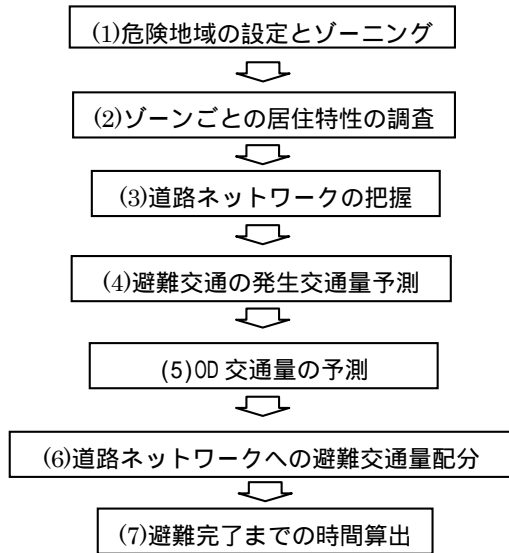 (1)危険地域の設定とゾーニング
(2)ゾーンごとの居住特性の調査
(3)道路ネットワークの把握
(4)避難交通の発生交通量予測
(5)OD 交通量の予測
(6)道路ネットワークへの避難交通量配分
(7)避難完了までの時間算出